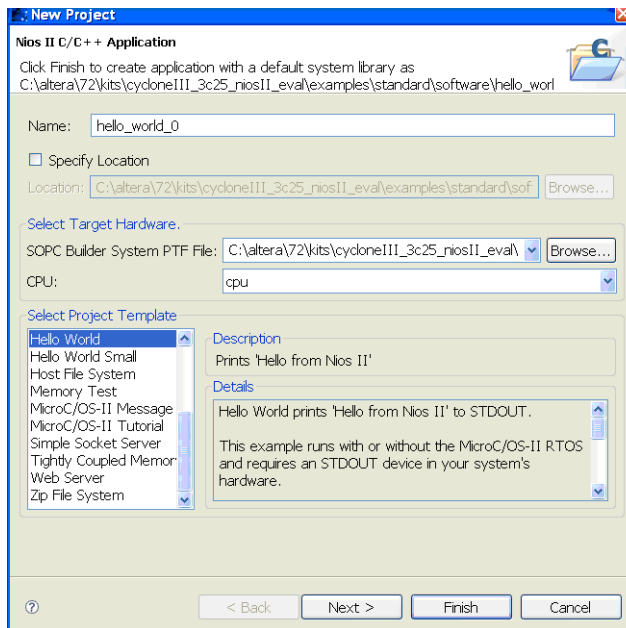 New Project
Nios II C/C++ Application
Click Finish to create application with a default system library as
C:\altera\72\kits\cycloneIII_3c25_niosII_eval\examples\standard\software\hello_worl
Name: hello_world_0
Specify Location
Location: C:\altera\72\kits\cycloneIII_3c25_niosII_eval\examples\standard\sof Browse...
Select Target Hardware.
SOPC Builder System PTF File: C:\altera\72\kits\cycloneIII_3c25_niosII_eval\ Browse...
CPU: cpu
Select Project Template
Hello World
Hello World Small
Host File System
Memory Test
MicroC/OS-II Message
MicroC/OS-II Tutorial
Simple Socket Server
Tightly Coupled Memor
Web Server
Zip File System
Description
Prints 'Hello from Nios II'
Details
Hello World prints 'Hello from Nios II' to STDOUT.
This example runs with or without the MicroC/OS-II RTOS
and requires an STDOUT device in your system's
hardware.
? < Back Next > Finish Cancel